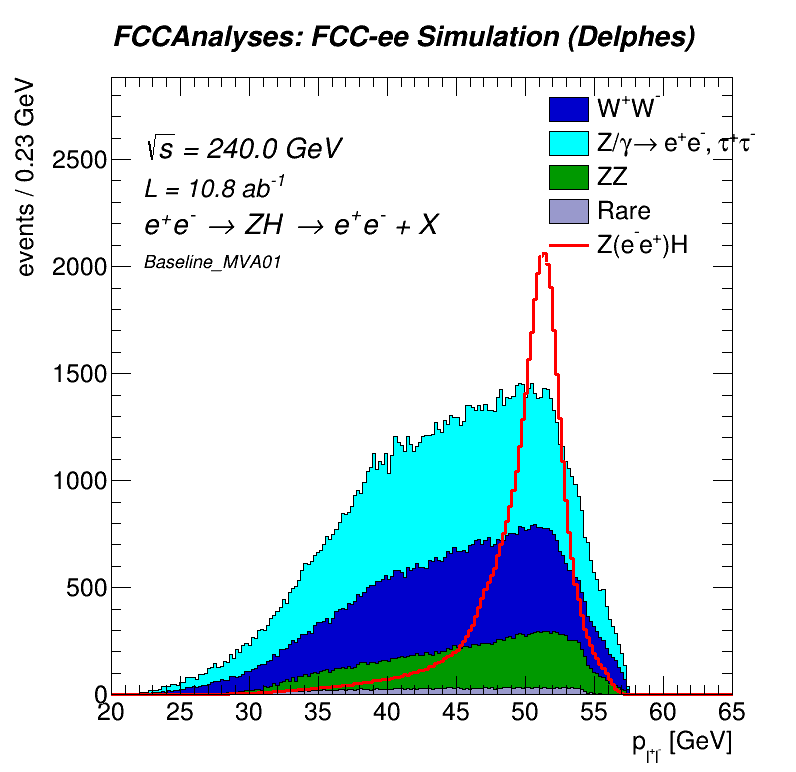 FCCAnalyses: FCC-ee Simulation (Delphes)
events / 0.23 GeV
√s = 240.0 GeV
L = 10.8 ab⁻¹
e⁺e⁻ → ZH → e⁺e⁻ + X
Baseline_MVA01
W⁺W⁻
Z/γ→ e⁺e⁻, τ⁺τ⁻
ZZ
Rare
Z(e⁻e⁺)H
2500
2000
1500
1000
500
0
20 25 30 35 40 45 50 55 60 65
p_l⁺l⁻ [GeV]